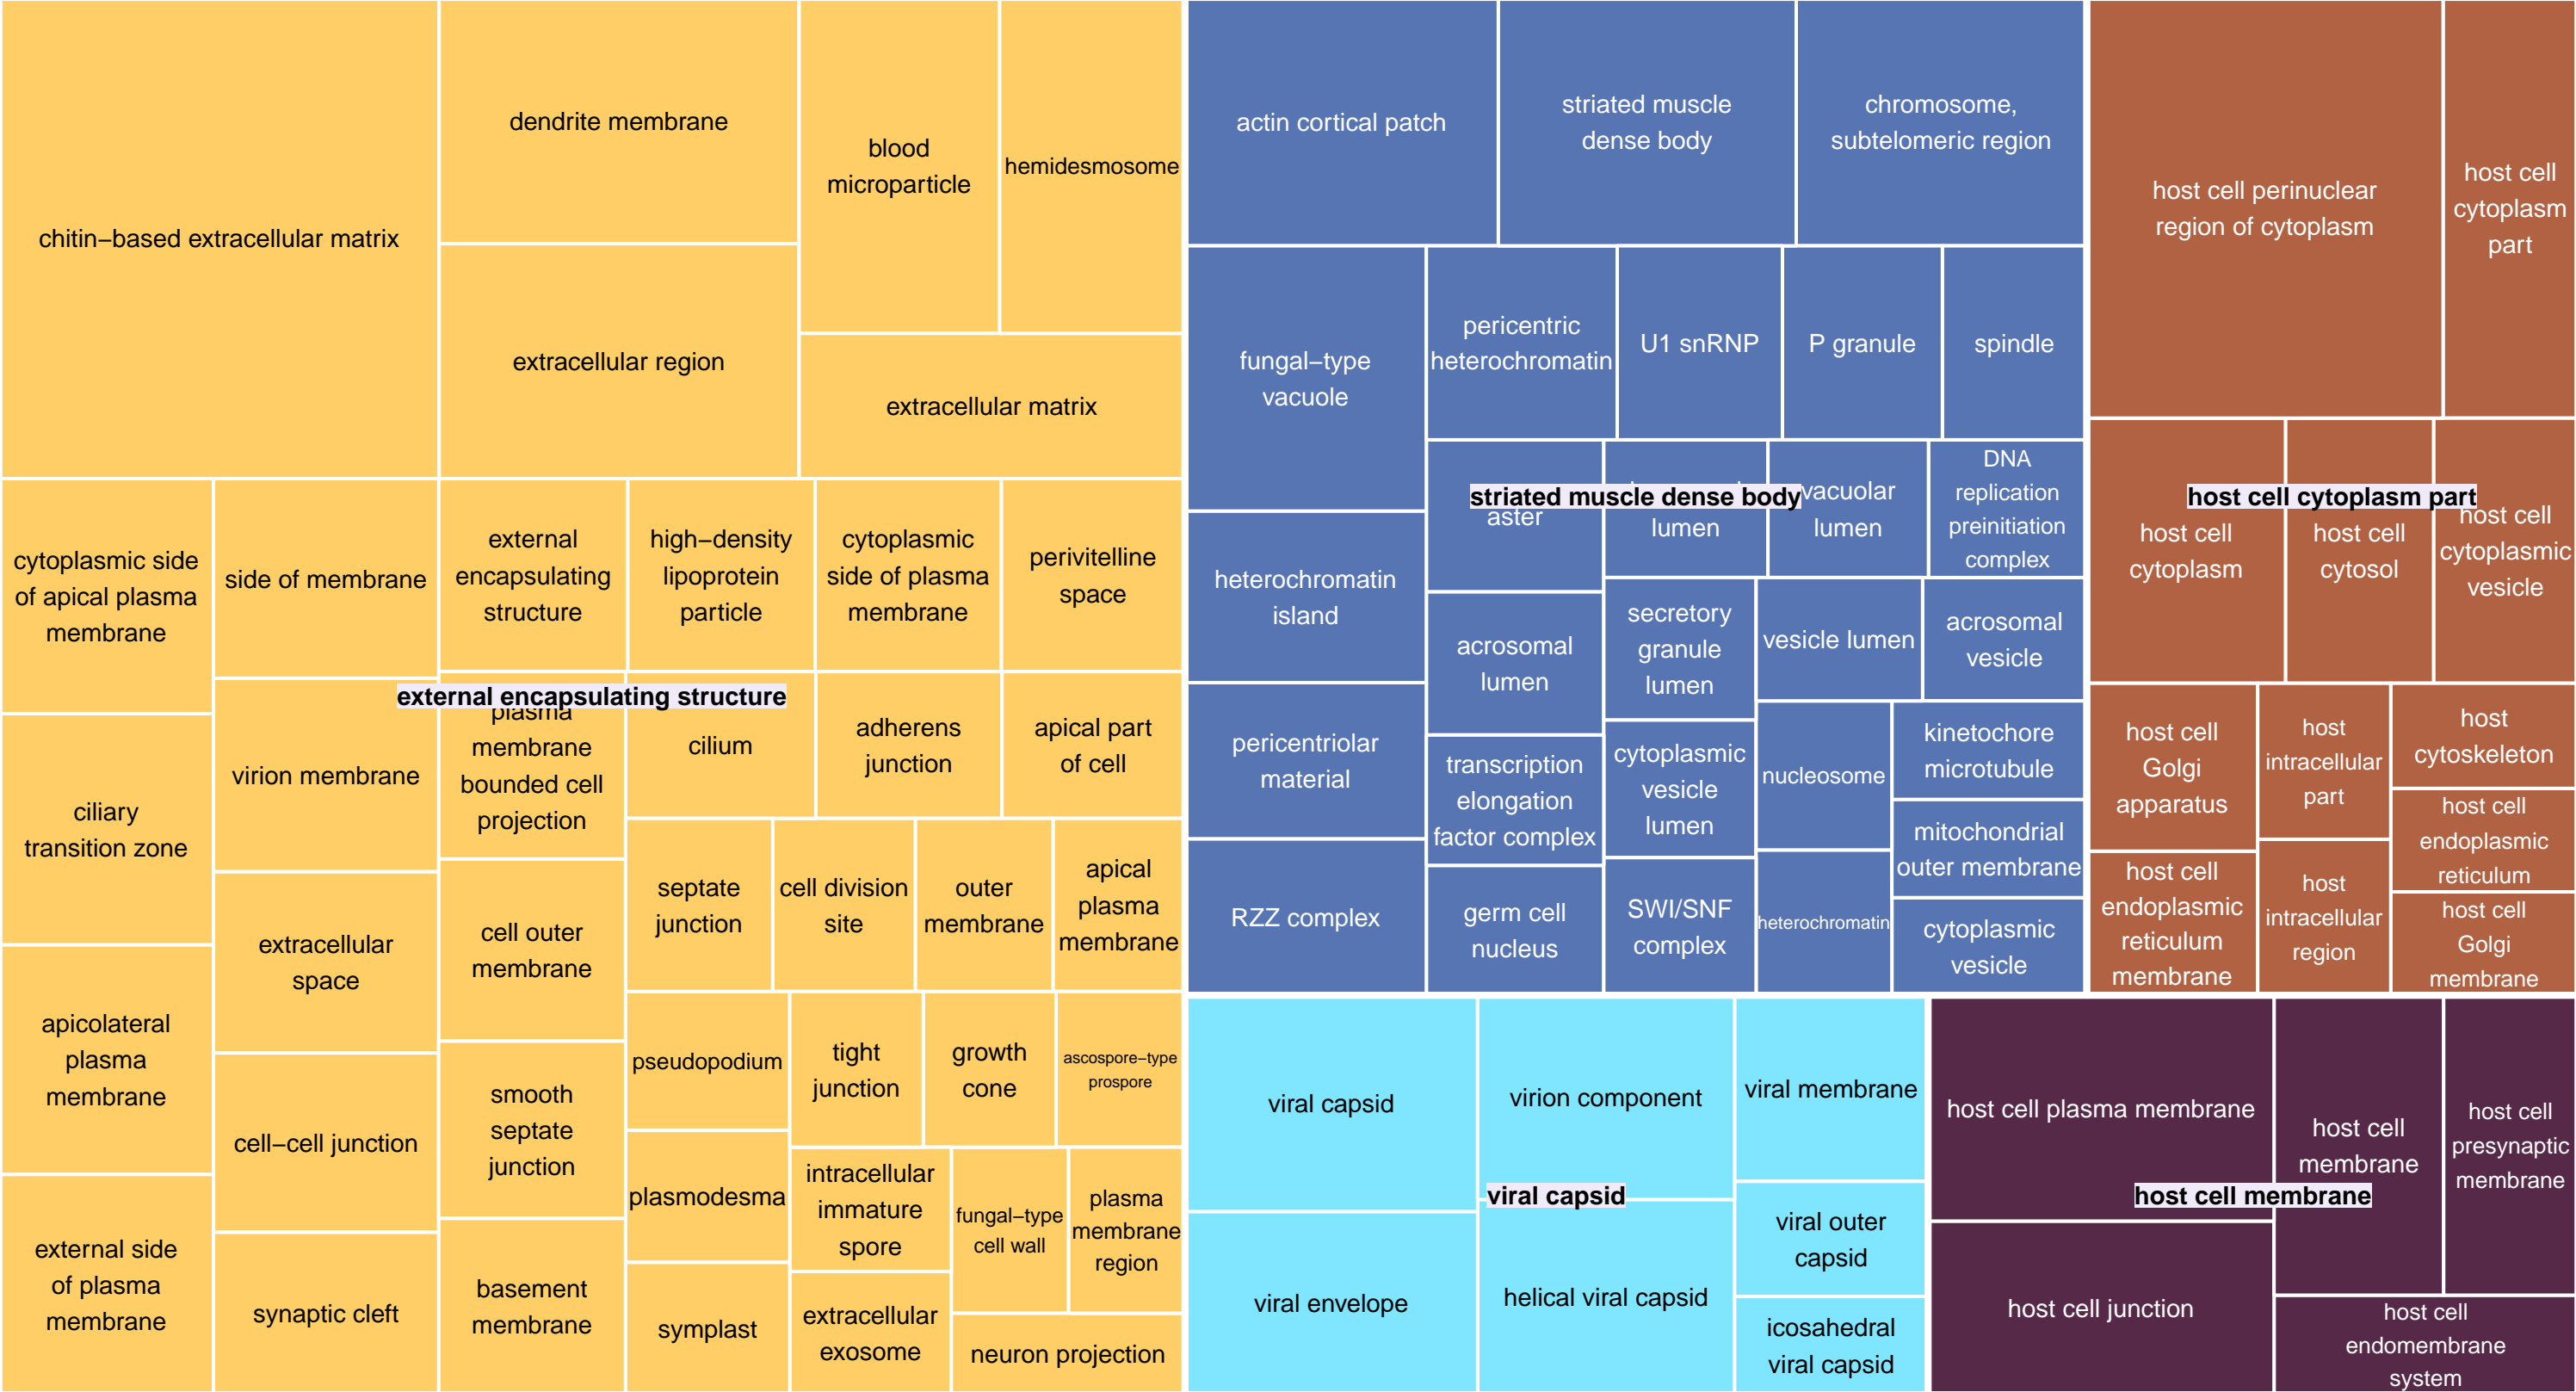 chitin−based extracellular matrix
dendrite membrane
extracellular region
blood
microparticle
hemidesmosome
extracellular matrix
cytoplasmic side
of apical plasma
membrane
side of membrane
external
encapsulating
structure
high−density
lipoprotein
particle
cytoplasmic
side of plasma
membrane
perivitelline
space
external encapsulating structure
ciliary
transition zone
virion membrane
plasma
membrane
bounded cell
projection
cilium
adherens
junction
apical part
of cell
extracellular
space
cell outer
membrane
septate
junction
cell division
site
outer
membrane
apical
plasma
membrane
apicolateral
plasma
membrane
cell−cell junction
smooth
septate
junction
pseudopodium
tight
junction
growth
cone
ascospore−type
prospore
external side
of plasma
membrane
synaptic cleft
basement
membrane
plasmodesma
symplast
intracellular
immature
spore
extracellular
exosome
fungal−type
cell wall
plasma
membrane
region
neuron projection
actin cortical patch
striated muscle
dense body
chromosome,
subtelomeric region
fungal−type
vacuole
pericentric
heterochromatin
U1 snRNP
P granule
spindle
striated muscle dense body
aster
lumen
vacuolar
lumen
DNA
replication
preinitiation
complex
heterochromatin
island
acrosomal
lumen
secretory
granule
lumen
vesicle lumen
acrosomal
vesicle
pericentriolar
material
transcription
elongation
factor complex
cytoplasmic
vesicle
lumen
nucleosome
kinetochore
microtubule
mitochondrial
outer membrane
RZZ complex
germ cell
nucleus
SWI/SNF
complex
heterochromatin
cytoplasmic
vesicle
host cell perinuclear
region of cytoplasm
host cell
cytoplasm
part
host cell cytoplasm part
host cell
cytoplasm
host cell
cytosol
host cell
cytoplasmic
vesicle
host cell
Golgi
apparatus
host
intracellular
part
host
cytoskeleton
host cell
endoplasmic
reticulum
host cell
endoplasmic
reticulum
membrane
host
intracellular
region
host cell
Golgi
membrane
viral capsid
virion component
viral membrane
viral capsid
viral envelope
helical viral capsid
viral outer
capsid
icosahedral
viral capsid
host cell plasma membrane
host cell
membrane
host cell
presynaptic
membrane
host cell membrane
host cell junction
host cell
endomembrane
system